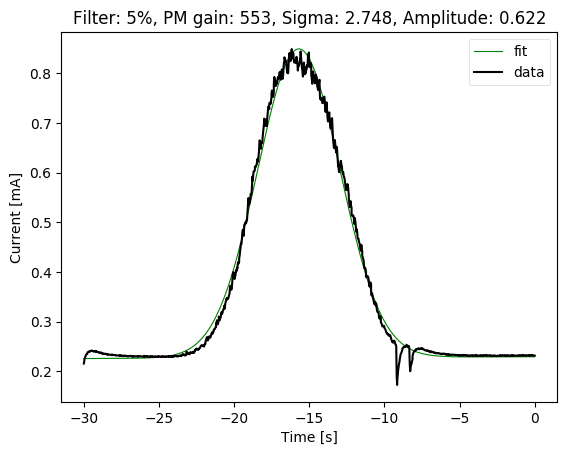 Filter: 5%, PM gain: 553, Sigma: 2.748, Amplitude: 0.622
fit
data
0.8
0.7
0.6
0.5
0.4
0.3
0.2
Current [mA]
−30
−25
−20
−15
−10
−5
0
Time [s]